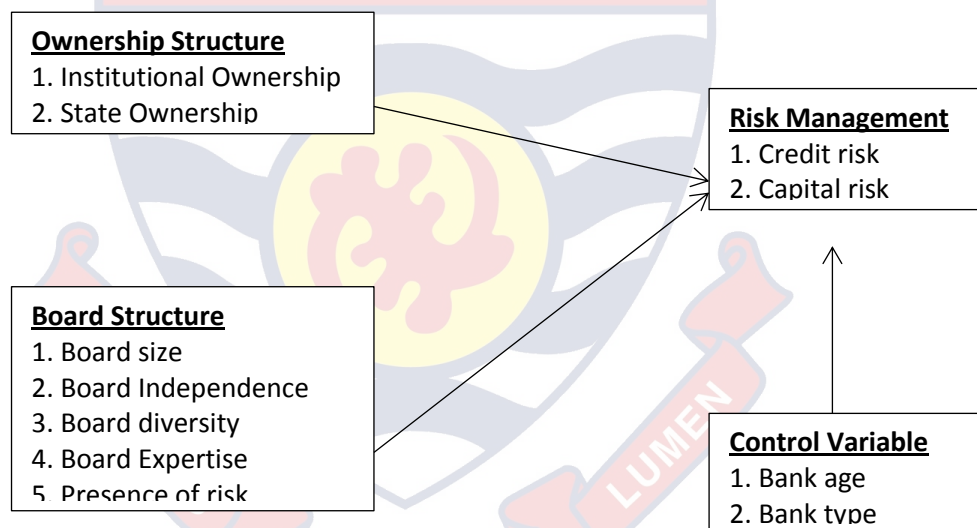 Ownership Structure
1. Institutional Ownership
2. State Ownership
Risk Management
1. Credit risk
2. Capital risk
Board Structure
1. Board size
2. Board Independence
3. Board diversity
4. Board Expertise
5. Presence of risk
Control Variable
1. Bank age
2. Bank type
LUMEN